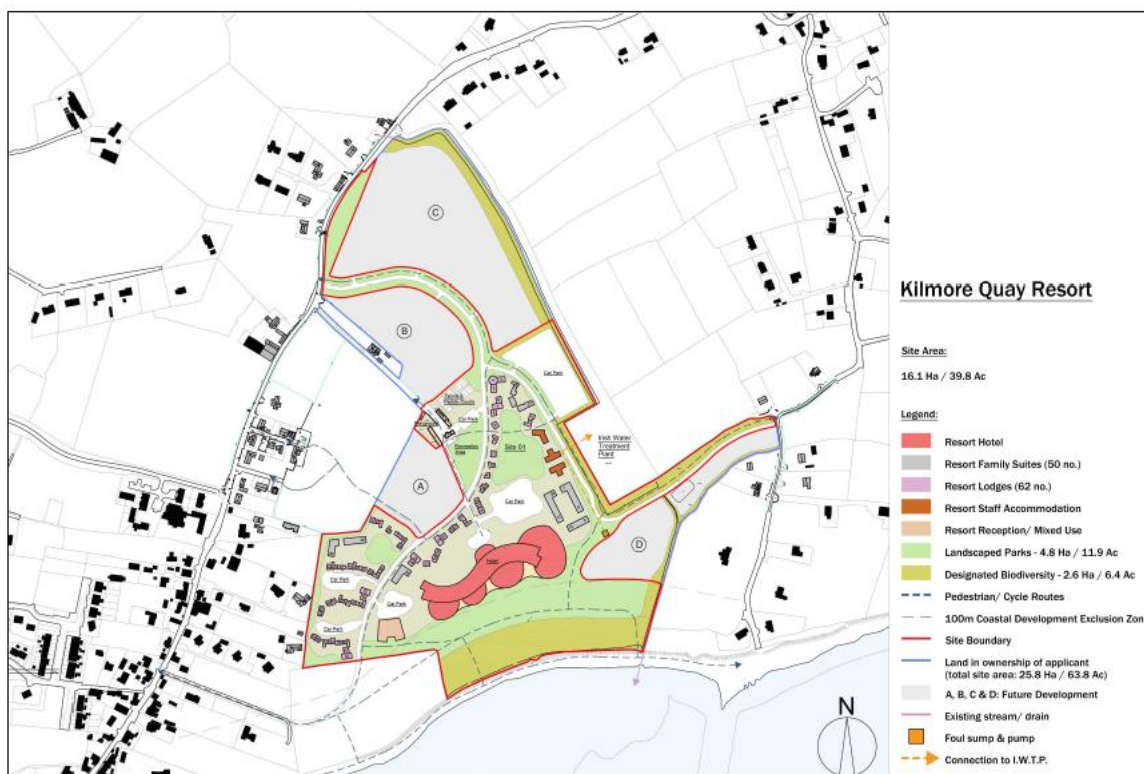 C
B
Car Park
Car Park
Site 01
Recreation
Area
Irish Water
Treatment
Plant
A
Car Park
D
Hotel
Car Park
Car Park
Car Park
N
Kilmore Quay Resort
Site Area:
16.1 Ha / 39.8 Ac
Legend:
Resort Hotel
Resort Family Suites (50 no.)
Resort Lodges (62 no.)
Resort Staff Accommodation
Resort Reception/ Mixed Use
Landscaped Parks - 4.8 Ha / 11.9 Ac
Designated Biodiversity - 2.6 Ha / 6.4 Ac
Pedestrian/ Cycle Routes
100m Coastal Development Exclusion Zon
Site Boundary
Land in ownership of applicant
(total site area: 25.8 Ha / 63.8 Ac)
A, B, C & D: Future Development
Existing stream/ drain
Foul sump & pump
Connection to I.W.T.P.